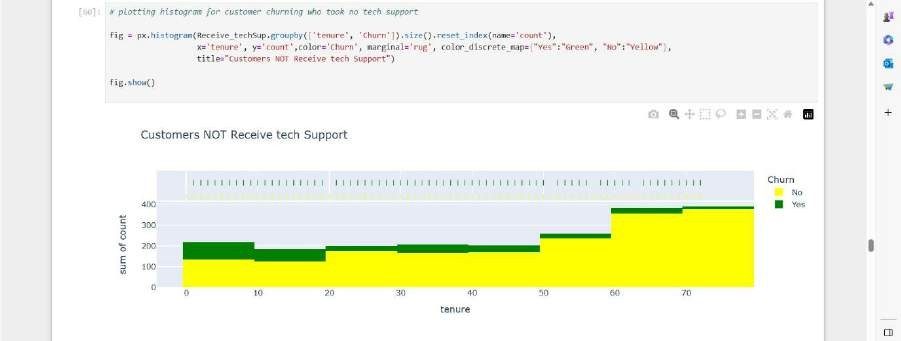 [60]: # plotting histogram for customer churning who took no tech support
fig = px.histogram(Receive_techSup.groupby(['tenure', 'Churn']).size().reset_index(name='count'),
x='tenure', y='count',color='Churn', marginal='rug', color_discrete_map={"Yes":"Green", "No":"Yellow"},
title="Customers NOT Receive tech Support")
fig.show()
Customers NOT Receive tech Support
Churn
No
Yes
sum of count
400
300
200
100
0
0 10 20 30 40 50 60 70
tenure